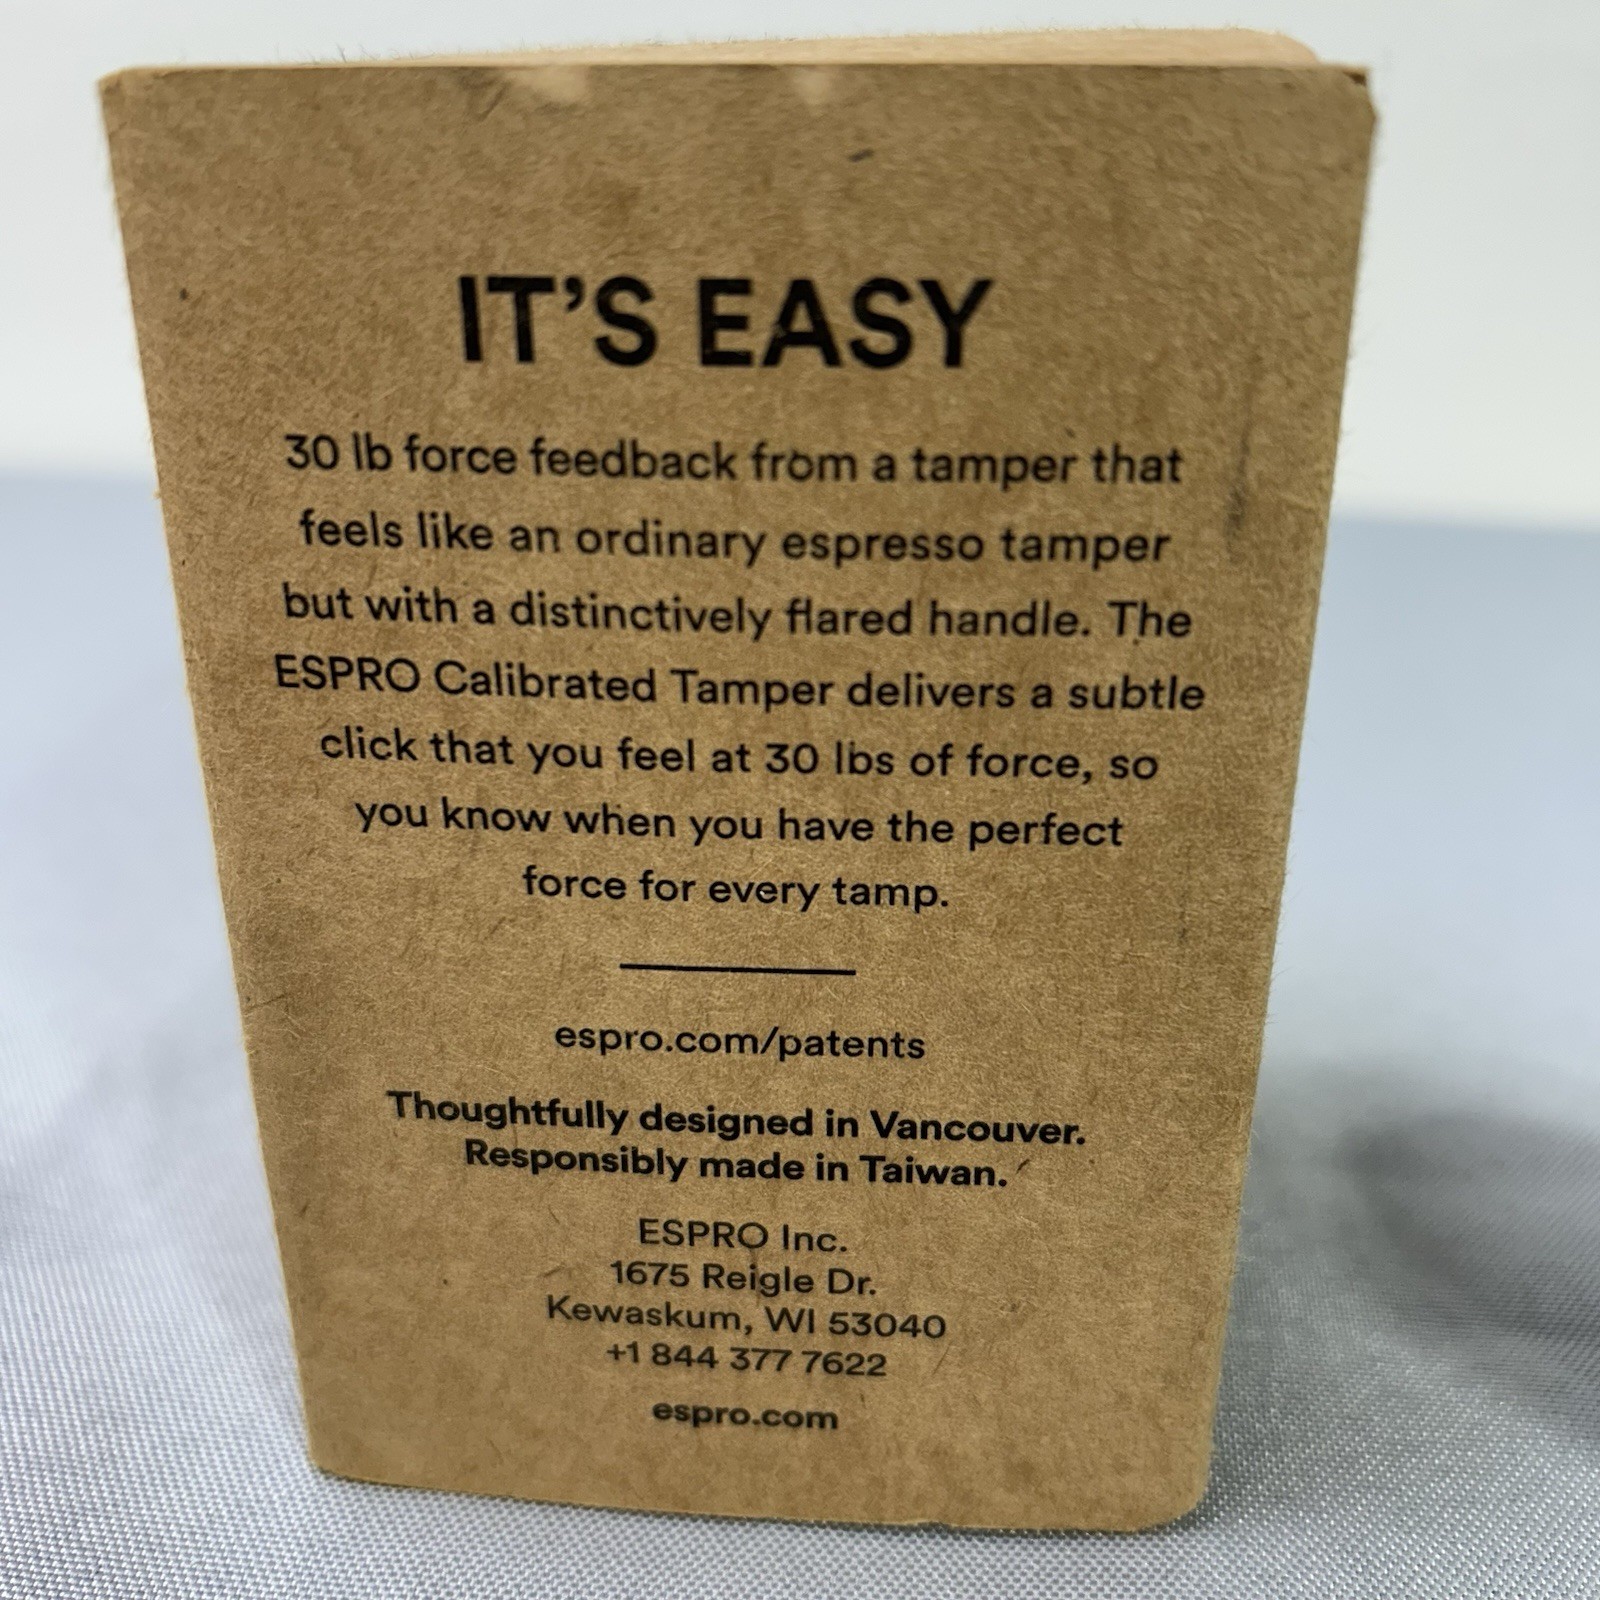 IT'S EASY
30 lb force feedback from a tamper that
feels like an ordinary espresso tamper
but with a distinctively flared handle. The
ESPRO Calibrated Tamper delivers a subtle
click that you feel at 30 lbs of force, so
you know when you have the perfect
force for every tamp.
espro.com/patents
Thoughtfully designed in Vancouver.
Responsibly made in Taiwan.
ESPRO Inc.
1675 Reigle Dr.
Kewaskum, WI 53040
+1 844 377 7622
espro.com